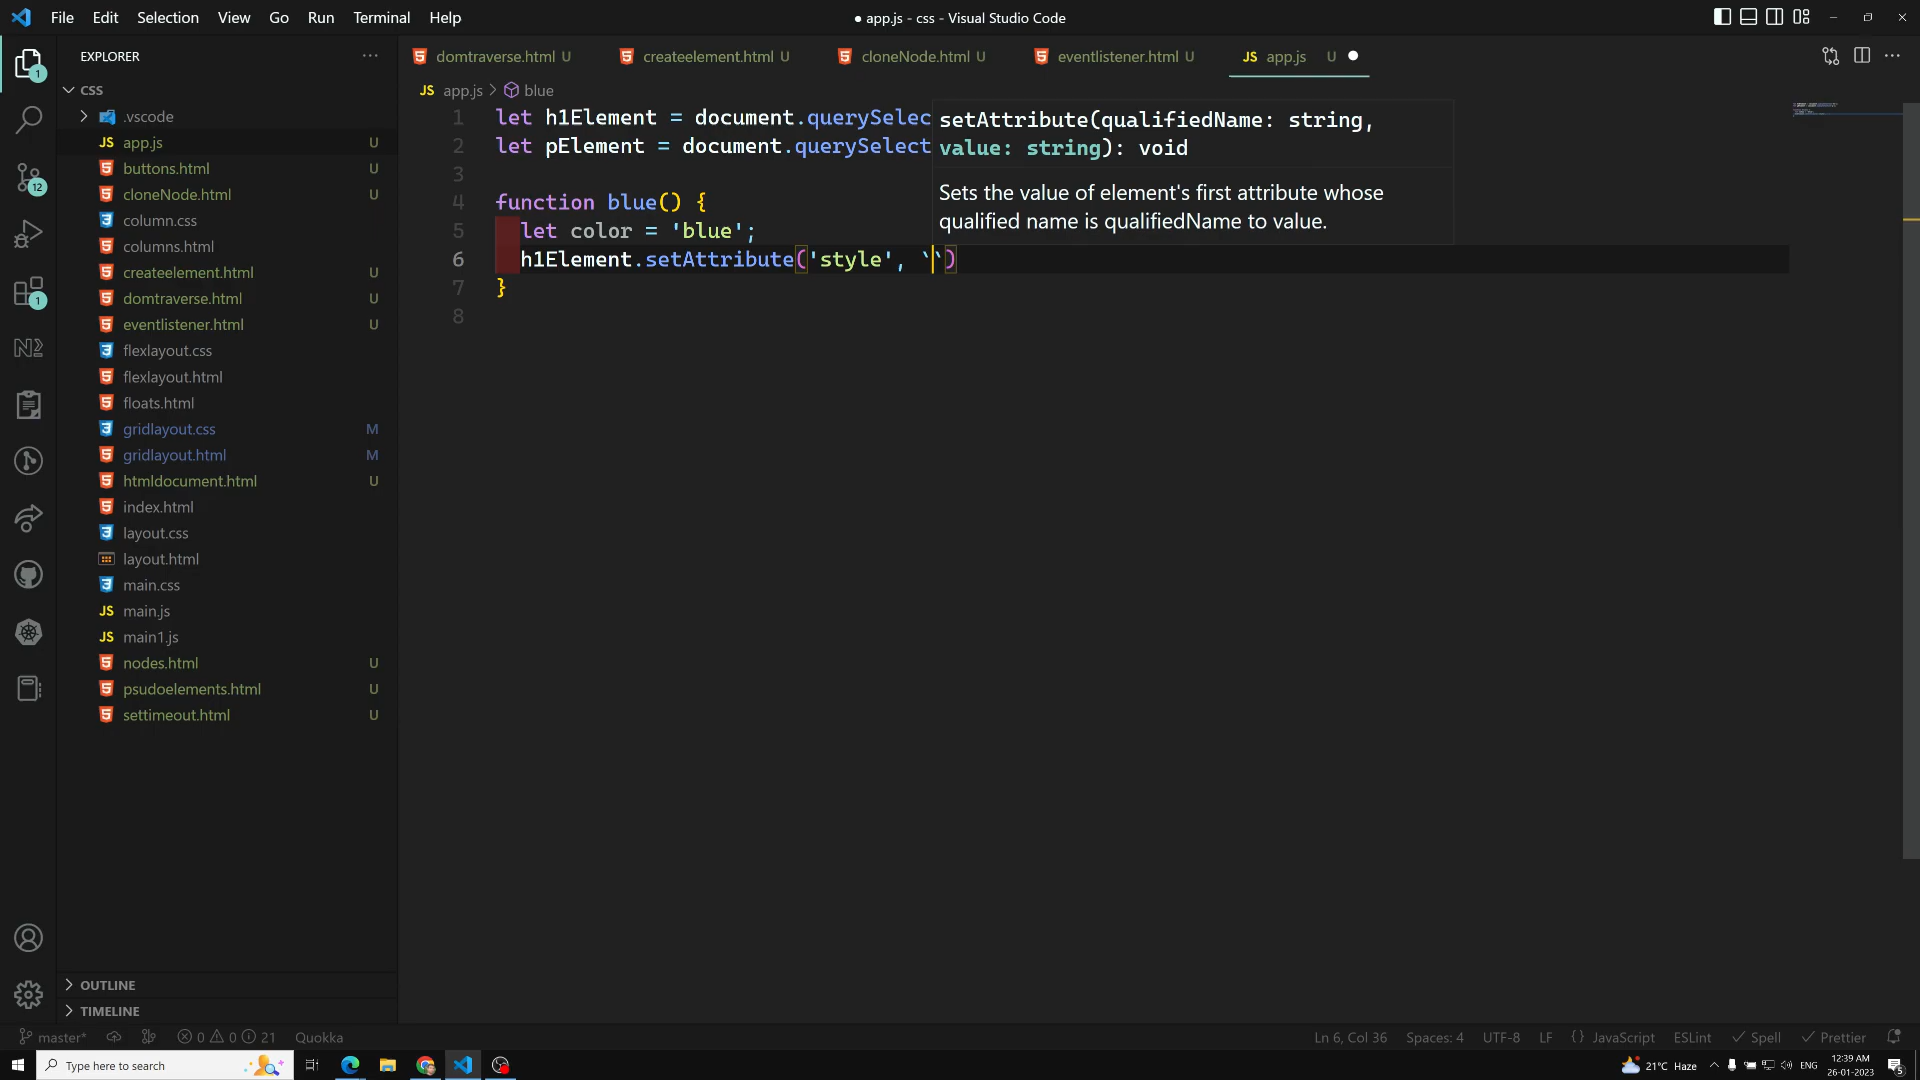 File Edit Selection View Go Run Terminal Help
● app.js - css - Visual Studio Code
EXPLORER
domtraverse.html U
createelement.html U
cloneNode.html U
eventlistener.html U
JS app.js U
JS app.js > blue
CSS
.vscode
JS app.js U
buttons.html U
cloneNode.html U
column.css
columns.html
createelement.html U
domtraverse.html U
eventlistener.html U
flexlayout.css
flexlayout.html
floats.html
gridlayout.css M
gridlayout.html M
htmldocument.html U
index.html
layout.css
layout.html
main.css
JS main.js
JS main1.js
nodes.html U
psudoelements.html U
settimeout.html U
OUTLINE
TIMELINE
1 let h1Element = document.querySelec
2 let pElement = document.querySelect
3
4 function blue() {
5 let color = 'blue';
6 h1Element.setAttribute('style', ``)
7 }
8
setAttribute(qualifiedName: string,
value: string): void
Sets the value of element's first attribute whose
qualified name is qualifiedName to value.
1
12
1
master* 0 0 21 Quokka
Ln 6, Col 36 Spaces: 4 UTF-8 LF {} JavaScript ESLint Spell Prettier
Type here to search
21°C Haze ENG
12:39 AM
26-01-2023
5